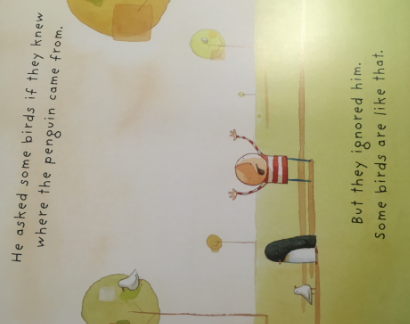 He asked some birds if they knew
where the penguin came from.
But they ignored him.
Some birds are like that.